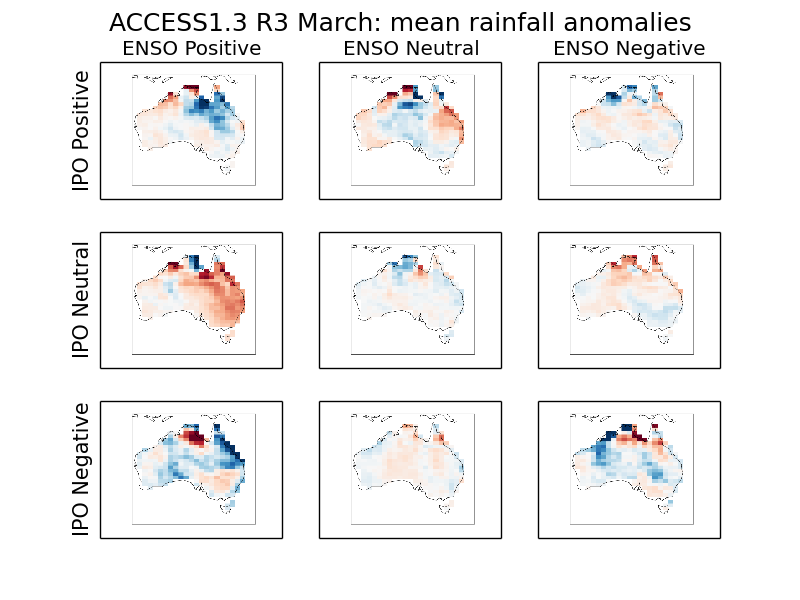 ACCESS1.3 R3 March: mean rainfall anomalies
ENSO Positive
ENSO Neutral
ENSO Negative
IPO Positive
IPO Neutral
IPO Negative